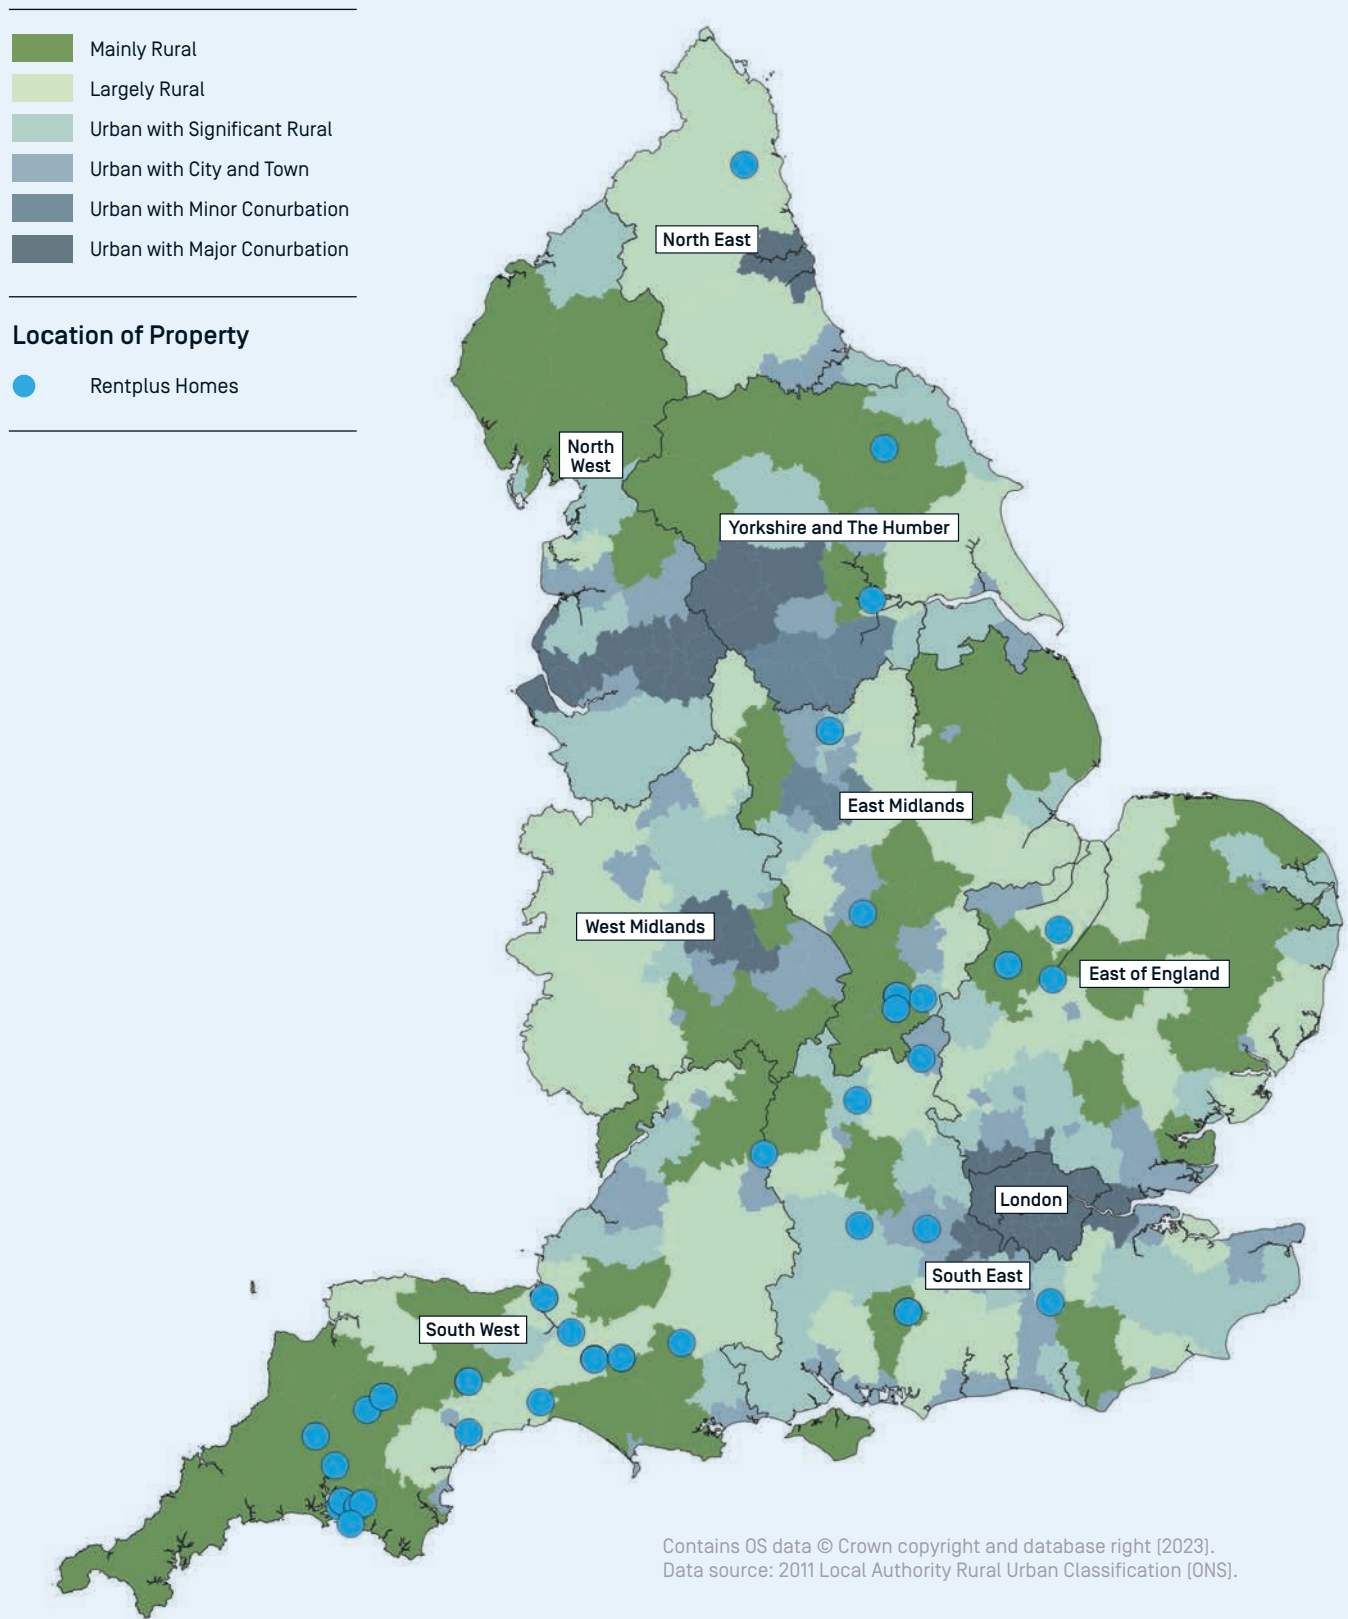 Mainly Rural
Largely Rural
Urban with Significant Rural
Urban with City and Town
Urban with Minor Conurbation
Urban with Major Conurbation
Location of Property
Rentplus Homes
North East
North
West
Yorkshire and The Humber
East Midlands
West Midlands
East of England
London
South East
South West
Contains OS data © Crown copyright and database right (2023).
Data source: 2011 Local Authority Rural Urban Classification (ONS).